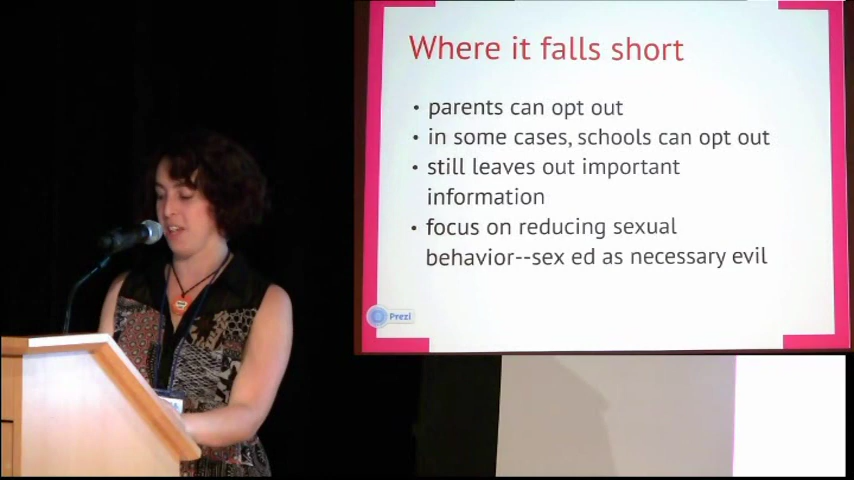 Where it falls short
• parents can opt out
• in some cases, schools can opt out
• still leaves out important
information
• focus on reducing sexual
behavior--sex ed as necessary evil
Prezi